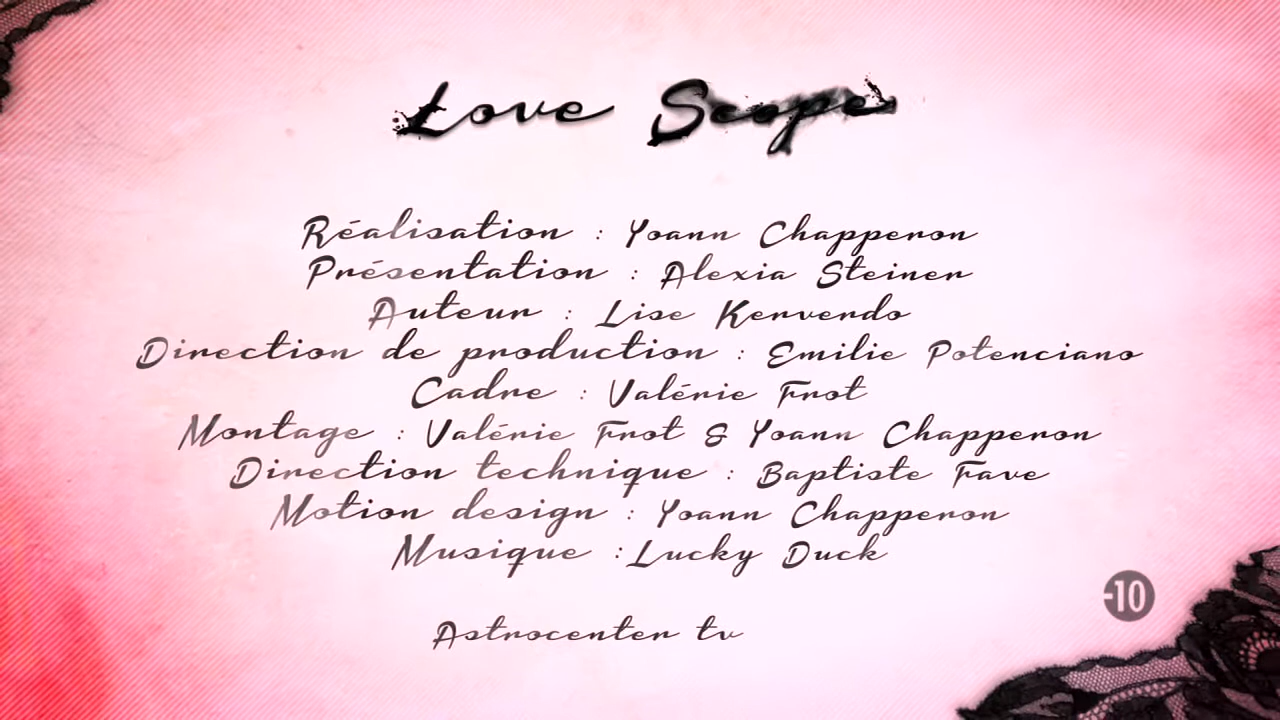 Love Scope
Réalisation : Yoann Chapperon
Présentation : Alexia Steiner
Auteur : Lise Kerverdo
Direction de production : Emilie Potenciano
Cadre : Valérie Frot
Montage : Valérie Frot & Yoann Chapperon
Direction technique : Baptiste Fave
Motion design : Yoann Chapperon
Musique :Lucky Duck
-10
Astrocenter tv